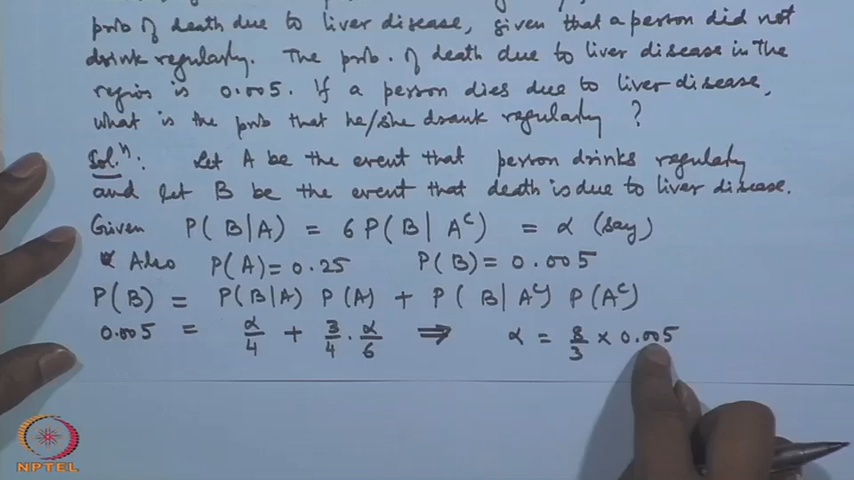 prob of death due to liver disease, given that a person did not
drink regularly. The prob. of death due to liver disease in the
region is 0.005. If a person dies due to liver disease,
what is the prob that he/she drank regularly ?
Solⁿ: Let A be the event that person drinks regularly
and let B be the event that death is due to liver disease.
Given P(B|A) = 6 P(B|Aᶜ) = α (say)
Also P(A)=0.25 P(B)=0.005
P(B) = P(B|A) P(A) + P(B|Aᶜ) P(Aᶜ)
0.005 = α/4 + 3/4 · α/6 ⇒ α = 8/3 × 0.005
NPTEL